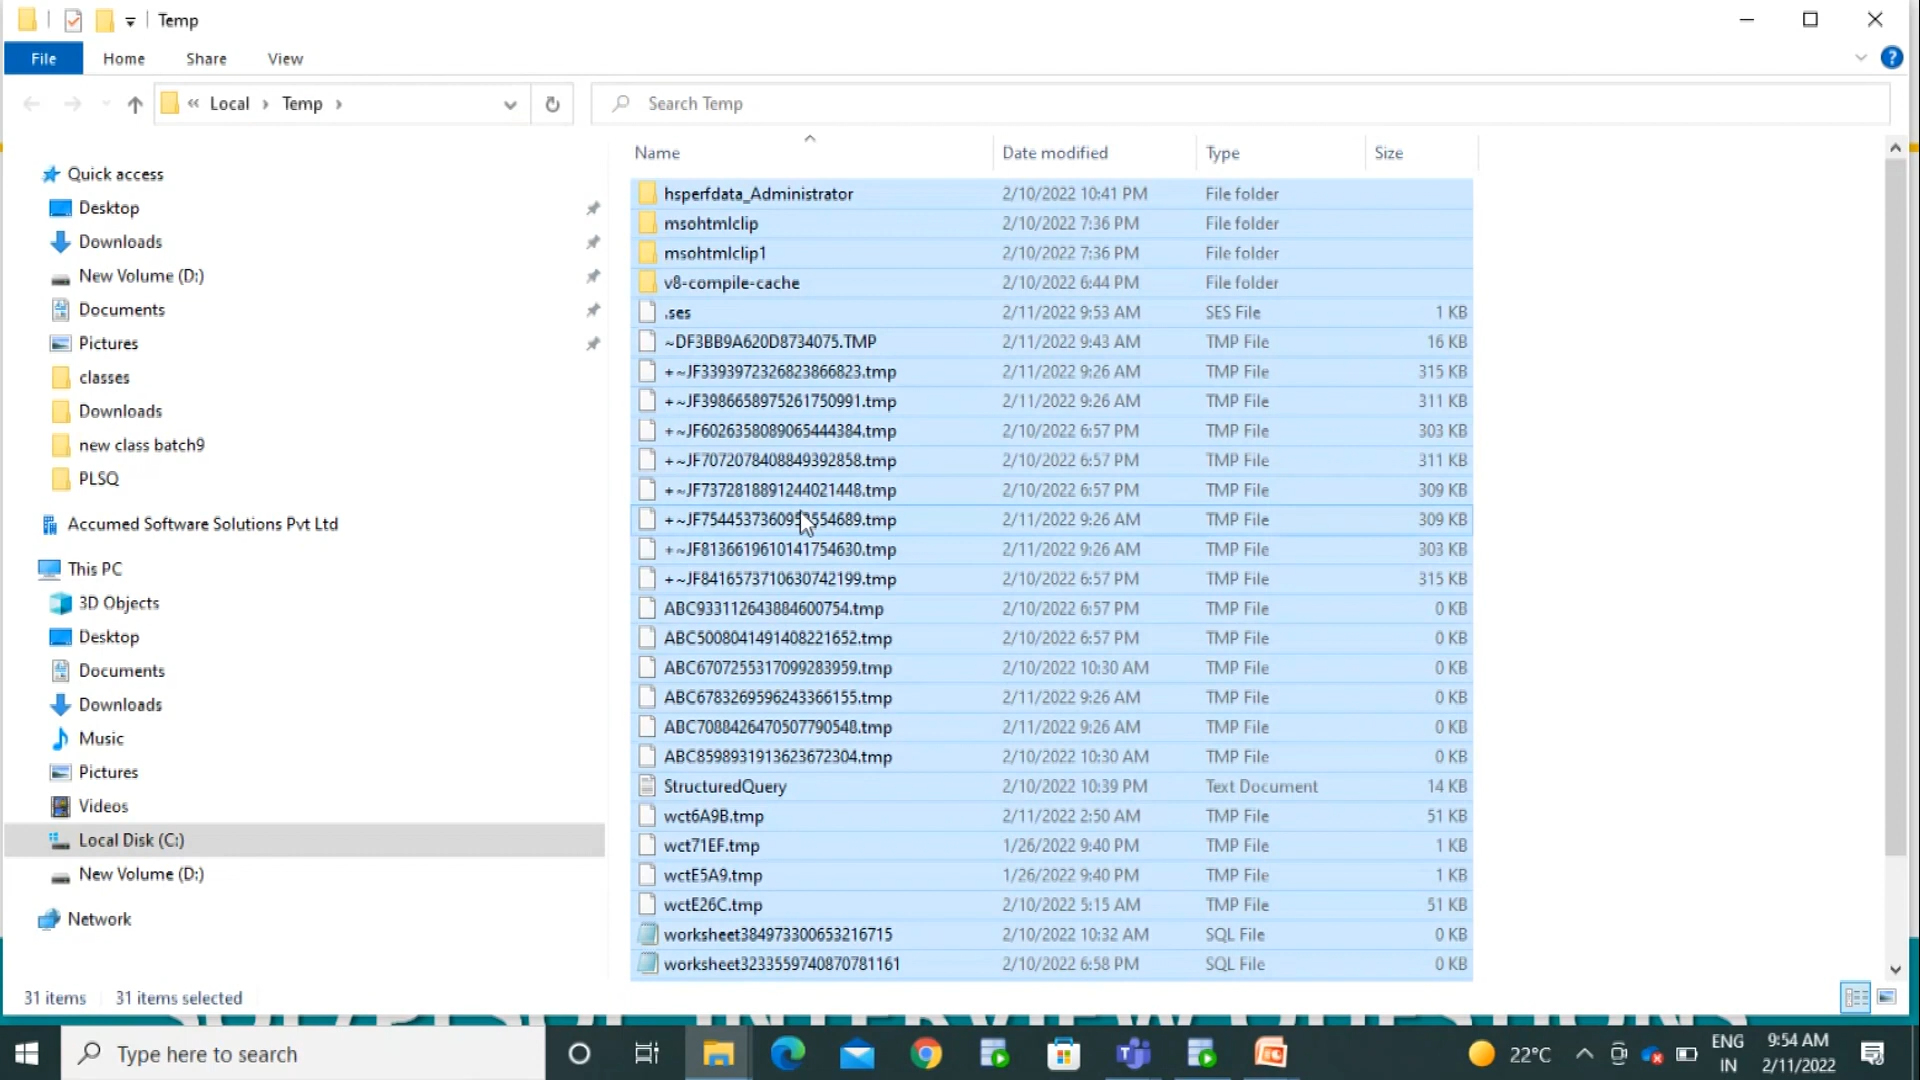 Temp
File Home Share View
« Local › Temp › Search Temp
Name Date modified Type Size
Quick access
Desktop
Downloads
New Volume (D:)
Documents
Pictures
classes
Downloads
new class batch9
PLSQ
Accumed Software Solutions Pvt Ltd
This PC
3D Objects
Desktop
Documents
Downloads
Music
Pictures
Videos
Local Disk (C:)
New Volume (D:)
Network
hsperfdata_Administrator 2/10/2022 10:41 PM File folder
msohtmlclip 2/10/2022 7:36 PM File folder
msohtmlclip1 2/10/2022 7:36 PM File folder
v8-compile-cache 2/10/2022 6:44 PM File folder
.ses 2/11/2022 9:53 AM SES File 1 KB
~DF3BB9A620D8734075.TMP 2/11/2022 9:43 AM TMP File 16 KB
+~JF3393972326823866823.tmp 2/11/2022 9:26 AM TMP File 315 KB
+~JF3986658975261750991.tmp 2/11/2022 9:26 AM TMP File 311 KB
+~JF6026358089065444384.tmp 2/10/2022 6:57 PM TMP File 303 KB
+~JF7072078408849392858.tmp 2/10/2022 6:57 PM TMP File 311 KB
+~JF7372818891244021448.tmp 2/10/2022 6:57 PM TMP File 309 KB
2/11/2022 9:26 AM TMP File 309 KB
+~JF8136619610141754630.tmp 2/11/2022 9:26 AM TMP File 303 KB
+~JF8416573710630742199.tmp 2/10/2022 6:57 PM TMP File 315 KB
ABC933112643884600754.tmp 2/10/2022 6:57 PM TMP File 0 KB
ABC5008041491408221652.tmp 2/10/2022 6:57 PM TMP File 0 KB
ABC6707255317099283959.tmp 2/10/2022 10:30 AM TMP File 0 KB
ABC6783269596243366155.tmp 2/11/2022 9:26 AM TMP File 0 KB
ABC7088426470507790548.tmp 2/11/2022 9:26 AM TMP File 0 KB
ABC8598931913623672304.tmp 2/10/2022 10:30 AM TMP File 0 KB
StructuredQuery 2/10/2022 10:39 PM Text Document 14 KB
wct6A9B.tmp 2/11/2022 2:50 AM TMP File 51 KB
wct71EF.tmp 1/26/2022 9:40 PM TMP File 1 KB
wctE5A9.tmp 1/26/2022 9:40 PM TMP File 1 KB
wctE26C.tmp 2/10/2022 5:15 AM TMP File 51 KB
worksheet384973300653216715 2/10/2022 10:32 AM SQL File 0 KB
worksheet3233559740870781161 2/10/2022 6:58 PM SQL File 0 KB
31 items 31 items selected
Type here to search
22°C
ENG
IN
9:54 AM
2/11/2022